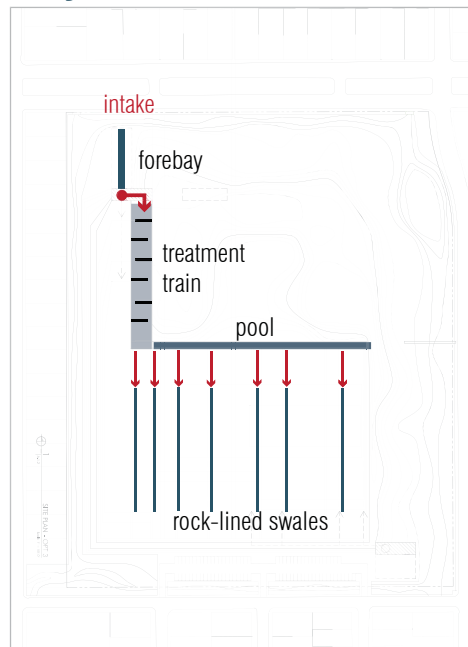 intake
forebay
treatment
train
pool
rock-lined swales